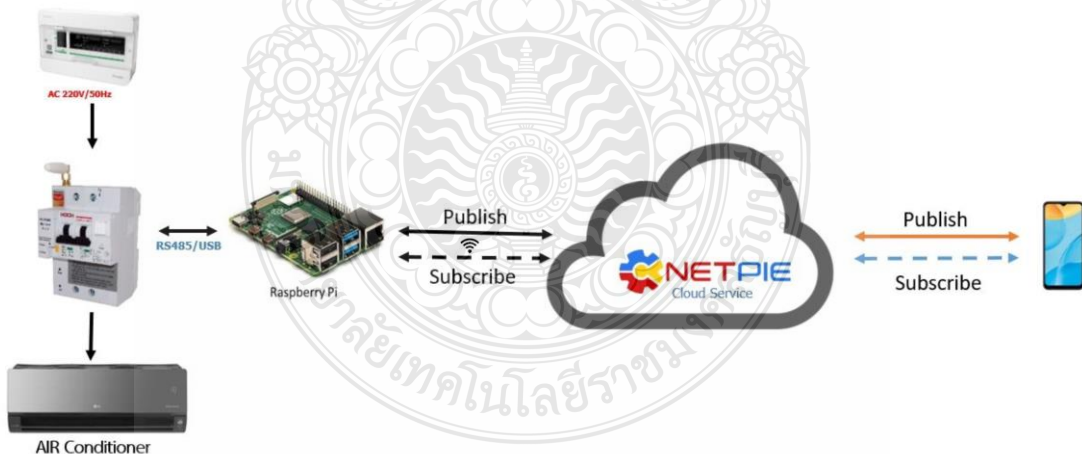 AC 220V/50Hz
RS485/USB
Raspberry Pi
Publish
Subscribe
NETPIE
Cloud Service
Publish
Subscribe
AIR Conditioner